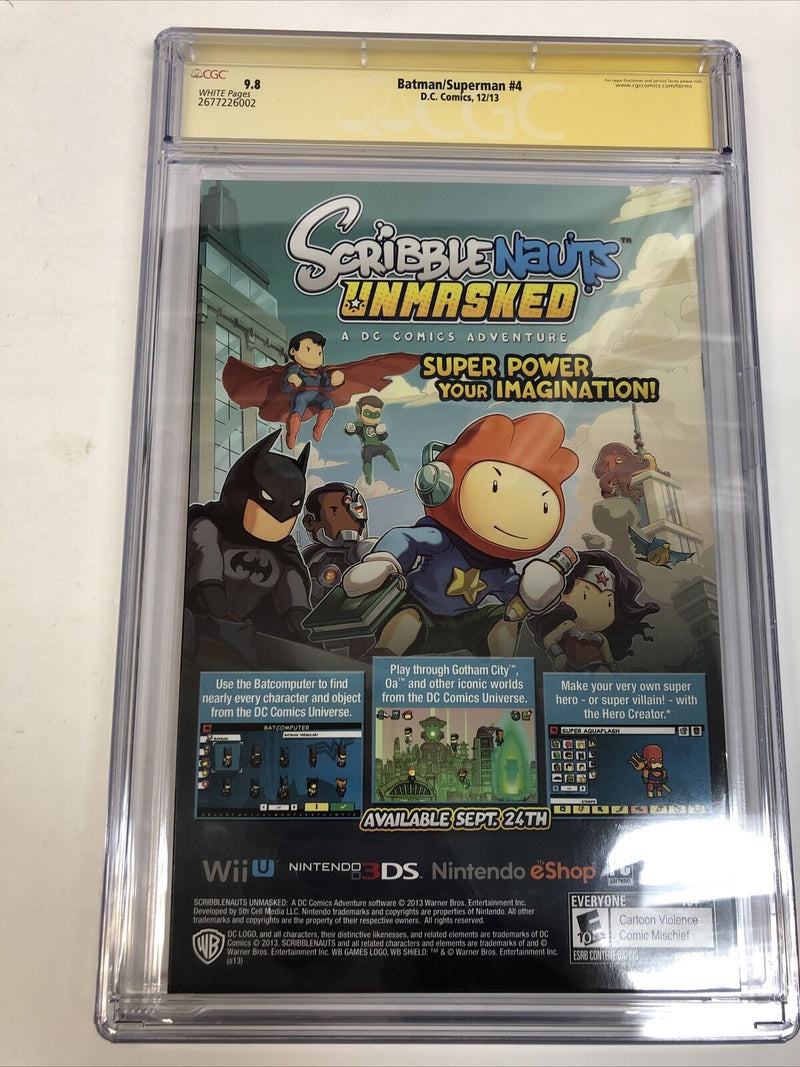 CGC 9.8
WHITE Pages
2677226002
Batman/Superman #4
D.C. Comics, 12/13
For Legal Disclaimer and Service Terms please visit:
www.cgccomics.com/terms
CGC
SCRIBBLENAUTS™
UNMASKED
A DC COMICS ADVENTURE
SUPER POWER
YOUR IMAGINATION!
Use the Batcomputer to find
nearly every character and object
from the DC Comics Universe.
BATCOMPUTER
Play through Gotham City™,
Oa™ and other iconic worlds
from the DC Comics Universe.
Make your very own super
hero - or super villain! - with
the Hero Creator.*
SUPER AQUAFLASH
AVAILABLE SEPT. 24TH
Wii U NINTENDO 3DS Nintendo eShop PC
SOFTWARE
SCRIBBLENAUTS UNMASKED: A DC Comics Adventure software © 2013 Warner Bros. Entertainment Inc.
Developed by 5th Cell Media LLC. Nintendo trademarks and copyrights are properties of Nintendo. All other
trademarks and copyrights are the property of their respective owners. All rights reserved.
DC LOGO, and all characters, their distinctive likenesses, and related elements are trademarks of DC
Comics © 2013. SCRIBBLENAUTS and all related characters and elements are trademarks of and ©
Warner Bros. Entertainment Inc. WB GAMES LOGO, WB SHIELD: ™ & © Warner Bros. Entertainment Inc.
(s13)
WB
EVERYONE 10+
E
10+
Cartoon Violence
Comic Mischief
ESRB CONTENT RATING